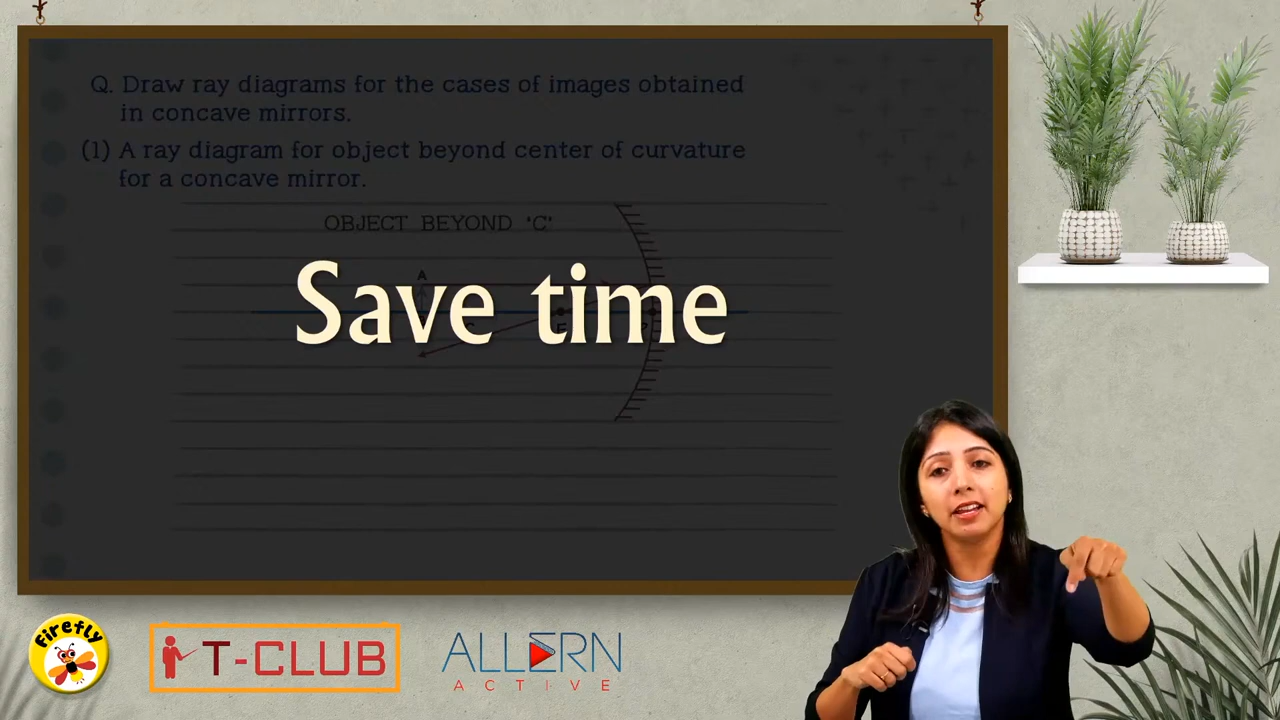 Q. Draw ray diagrams for the cases of images obtained
in concave mirrors.
(1) A ray diagram for object beyond center of curvature
for a concave mirror.
OBJECT BEYOND 'C'
A
Save time
F
firefly
T-CLUB
ALLERN
ACTIVE